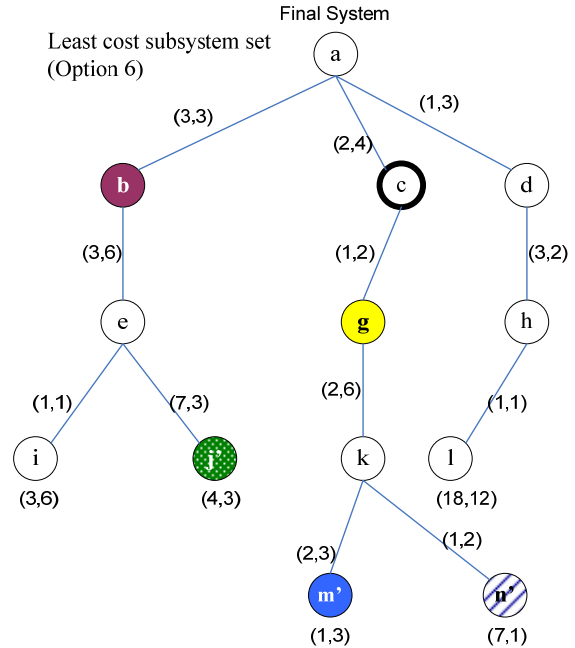 Final System
Least cost subsystem set
(Option 6)
a
(3,3)
(2,4)
(1,3)
b
c
d
(3,6)
(1,2)
(3,2)
e
g
h
(1,1)
(7,3)
(2,6)
(1,1)
i
j'
k
l
(3,6)
(4,3)
(18,12)
(2,3)
(1,2)
m’
n’
(1,3)
(7,1)